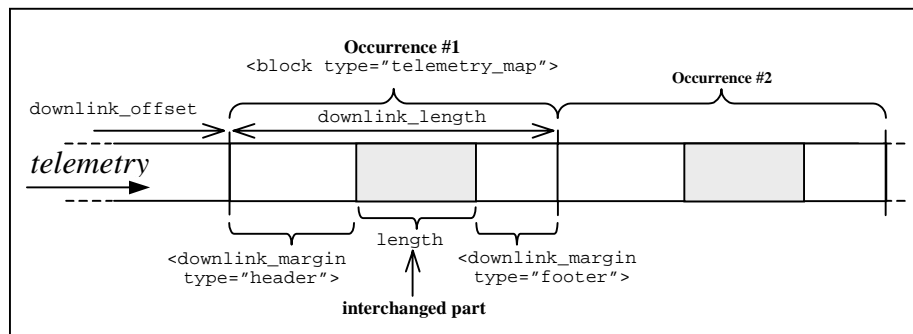 Occurrence #1
<block type=”telemetry_map”>
Occurrence #2
downlink_offset
downlink_length
telemetry
<downlink_margin
type=”header”>
length
<downlink_margin
type=”footer”>
interchanged part